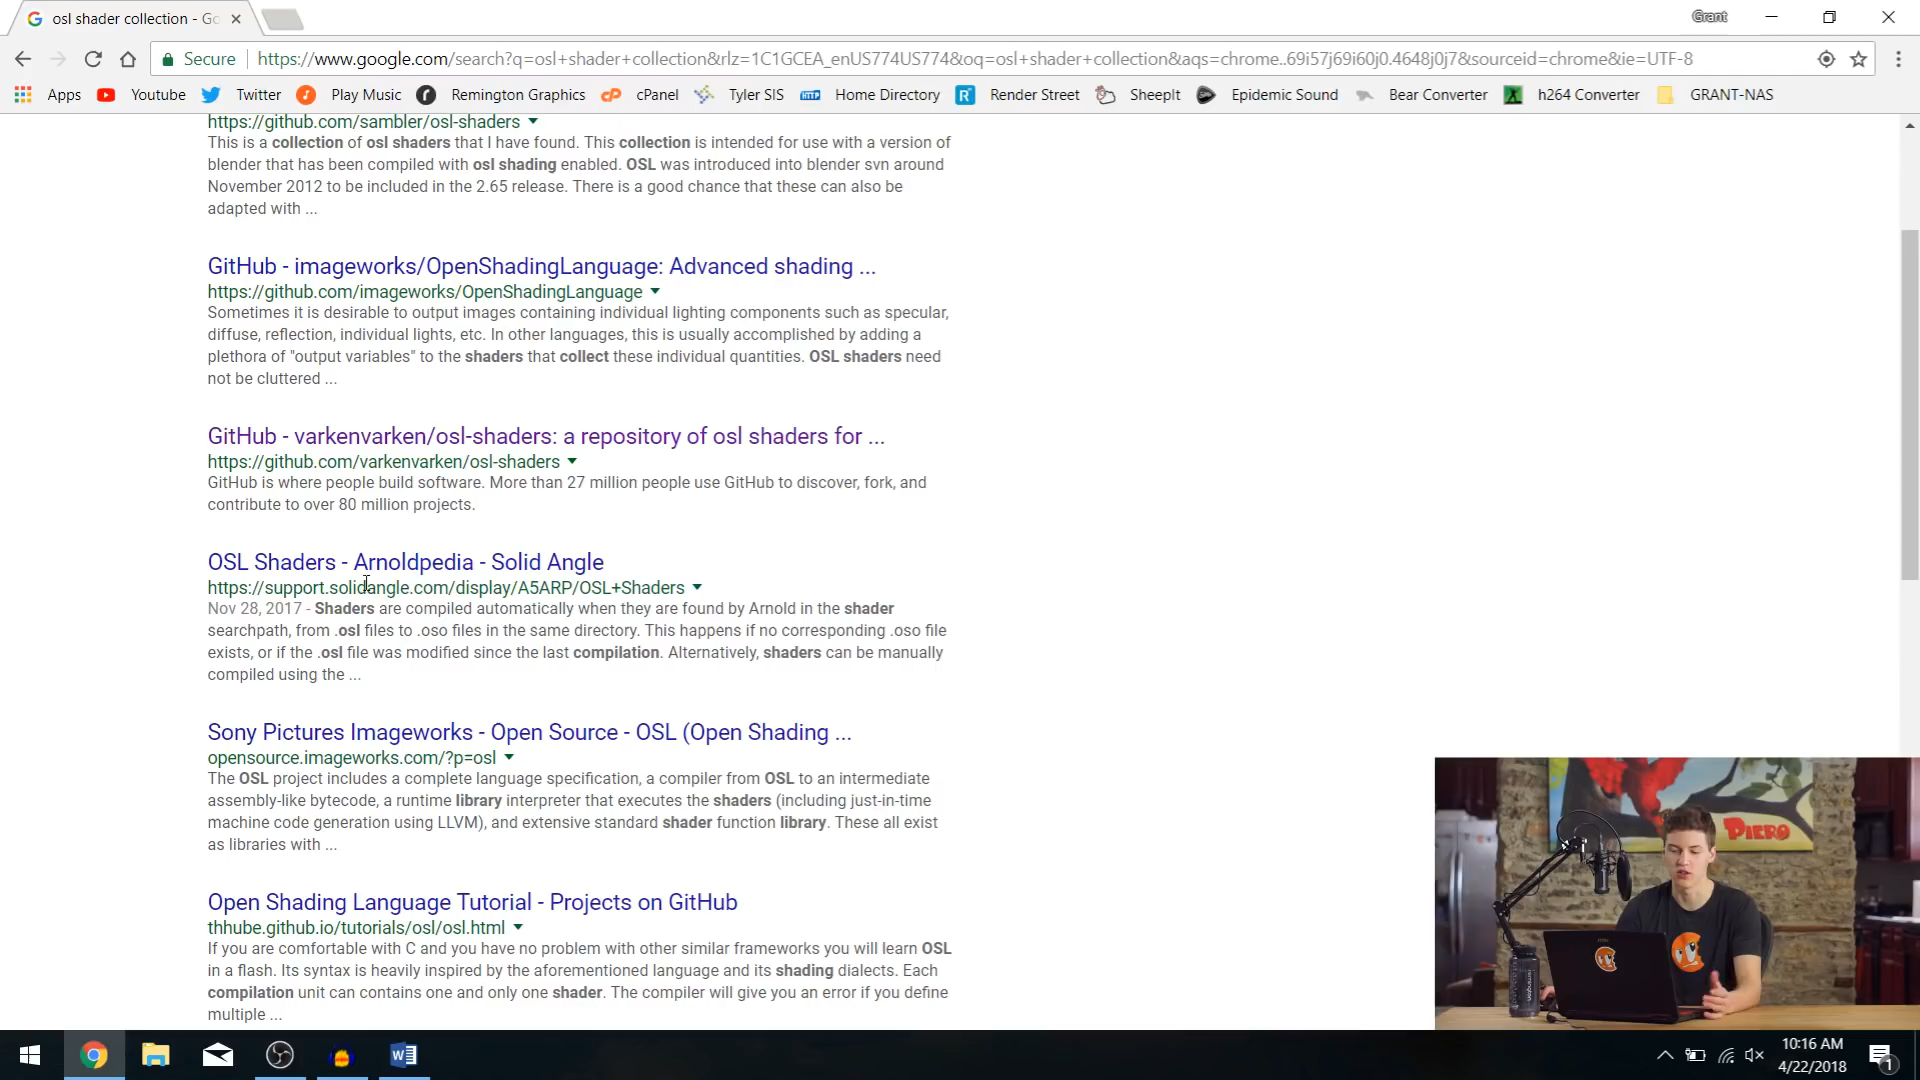 osl shader collection - Go
Grant
Secure
https://www.google.com/search?q=osl+shader+collection&rlz=1C1GCEA_enUS774US774&oq=osl+shader+collection&aqs=chrome..69i57j69i60j0.4648j0j7&sourceid=chrome&ie=UTF-8
Apps Youtube Twitter Play Music Remington Graphics cPanel Tyler SIS Home Directory Render Street SheepIt Epidemic Sound Bear Converter h264 Converter GRANT-NAS
https://github.com/sambler/osl-shaders
This is a collection of osl shaders that I have found. This collection is intended for use with a version of
blender that has been compiled with osl shading enabled. OSL was introduced into blender svn around
November 2012 to be included in the 2.65 release. There is a good chance that these can also be
adapted with ...
GitHub - imageworks/OpenShadingLanguage: Advanced shading ...
https://github.com/imageworks/OpenShadingLanguage
Sometimes it is desirable to output images containing individual lighting components such as specular,
diffuse, reflection, individual lights, etc. In other languages, this is usually accomplished by adding a
plethora of "output variables" to the shaders that collect these individual quantities. OSL shaders need
not be cluttered ...
GitHub - varkenvarken/osl-shaders: a repository of osl shaders for ...
https://github.com/varkenvarken/osl-shaders
GitHub is where people build software. More than 27 million people use GitHub to discover, fork, and
contribute to over 80 million projects.
OSL Shaders - Arnoldpedia - Solid Angle
https://support.solidangle.com/display/A5ARP/OSL+Shaders
Nov 28, 2017 - Shaders are compiled automatically when they are found by Arnold in the shader
searchpath, from .osl files to .oso files in the same directory. This happens if no corresponding .oso file
exists, or if the .osl file was modified since the last compilation. Alternatively, shaders can be manually
compiled using the ...
Sony Pictures Imageworks - Open Source - OSL (Open Shading ...
opensource.imageworks.com/?p=osl
The OSL project includes a complete language specification, a compiler from OSL to an intermediate
assembly-like bytecode, a runtime library interpreter that executes the shaders (including just-in-time
machine code generation using LLVM), and extensive standard shader function library. These all exist
as libraries with ...
Open Shading Language Tutorial - Projects on GitHub
thhube.github.io/tutorials/osl/osl.html
If you are comfortable with C and you have no problem with other similar frameworks you will learn OSL
in a flash. Its syntax is heavily inspired by the aforementioned language and its shading dialects. Each
compilation unit can contains one and only one shader. The compiler will give you an error if you define
multiple ...
PIERO
10:16 AM
4/22/2018
1